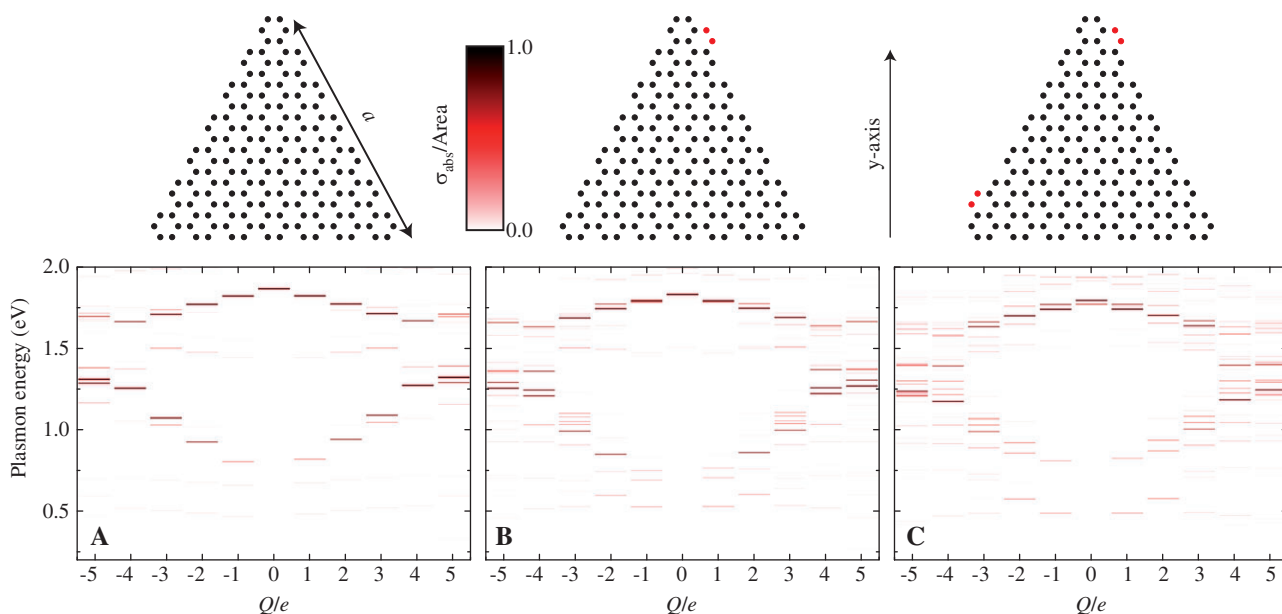 a
1.0
σabs/Area
0.0
y-axis
2.0
1.5
1.0
0.5
Plasmon energy (eV)
A
B
C
-5 -4 -3 -2 -1 0 1 2 3 4 5
-5 -4 -3 -2 -1 0 1 2 3 4 5
-5 -4 -3 -2 -1 0 1 2 3 4 5
Q/e
Q/e
Q/e